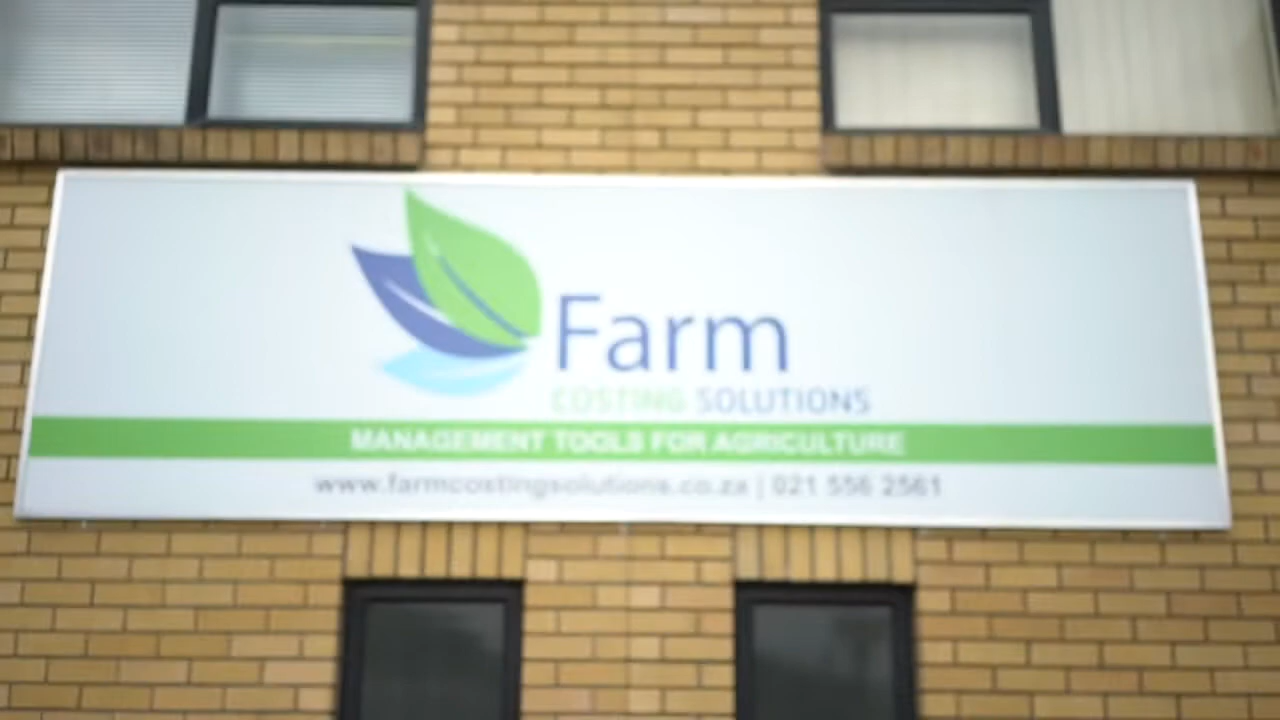 Farm
COSTING SOLUTIONS
MANAGEMENT TOOLS FOR AGRICULTURE
www.farmcostingsolutions.co.za | 021 556 2561